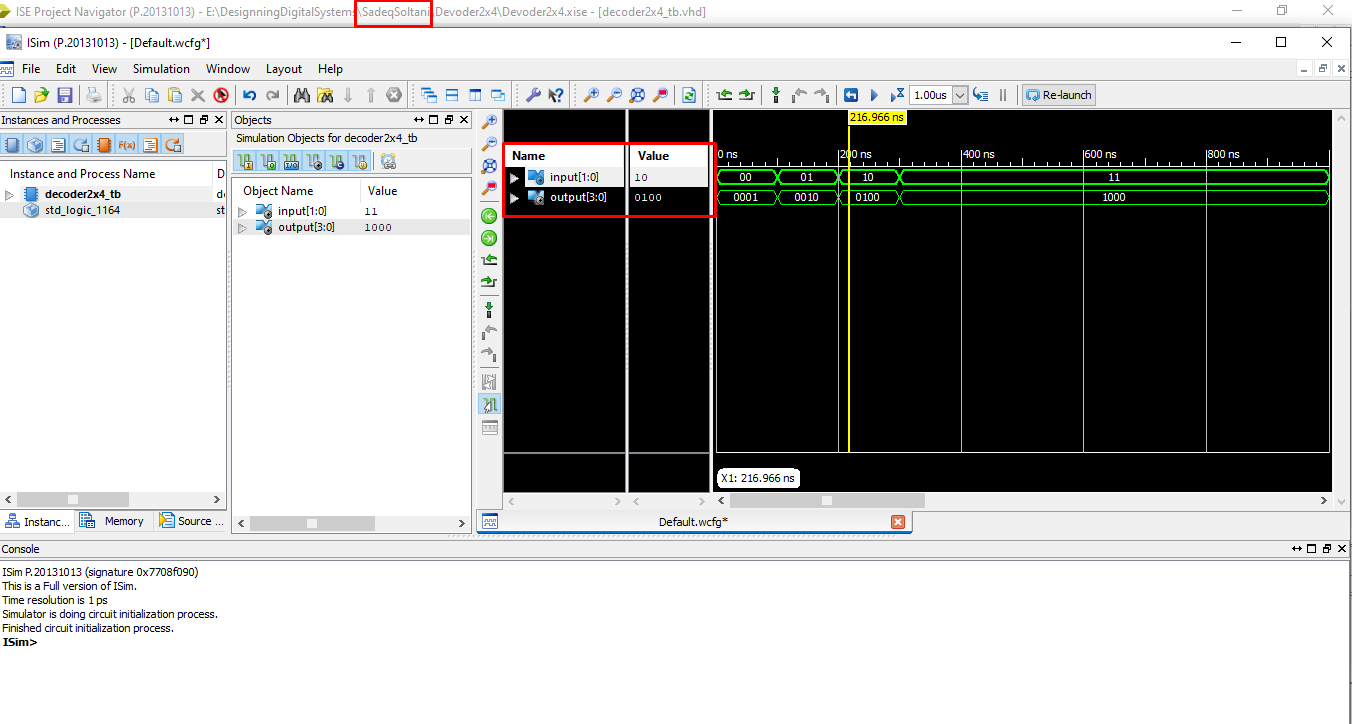 ISE Project Navigator (P.20131013) - E:\DesignningDigitalSystems\SadeqSoltani\Devoder2x4\Devoder2x4.xise - [decoder2x4_tb.vhd]
ISim (P.20131013) - [Default.wcfg*]
File Edit View Simulation Window Layout Help
1.00us Re-launch
Instances and Processes
Instance and Process Name D
decoder2x4_tb de
std_logic_1164 st
Instanc... Memory Source ...
Objects
Simulation Objects for decoder2x4_tb
Object Name Value
input[1:0] 11
output[3:0] 1000
216.966 ns
Name Value
0 ns 200 ns 400 ns 600 ns 800 ns
input[1:0] 10 00 01 10 11
output[3:0] 0100 0001 0010 0100 1000
X1: 216.966 ns
Default.wcfg*
Console
ISim P.20131013 (signature 0x7708f090)
This is a Full version of ISim.
Time resolution is 1 ps
Simulator is doing circuit initialization process.
Finished circuit initialization process.
ISim>